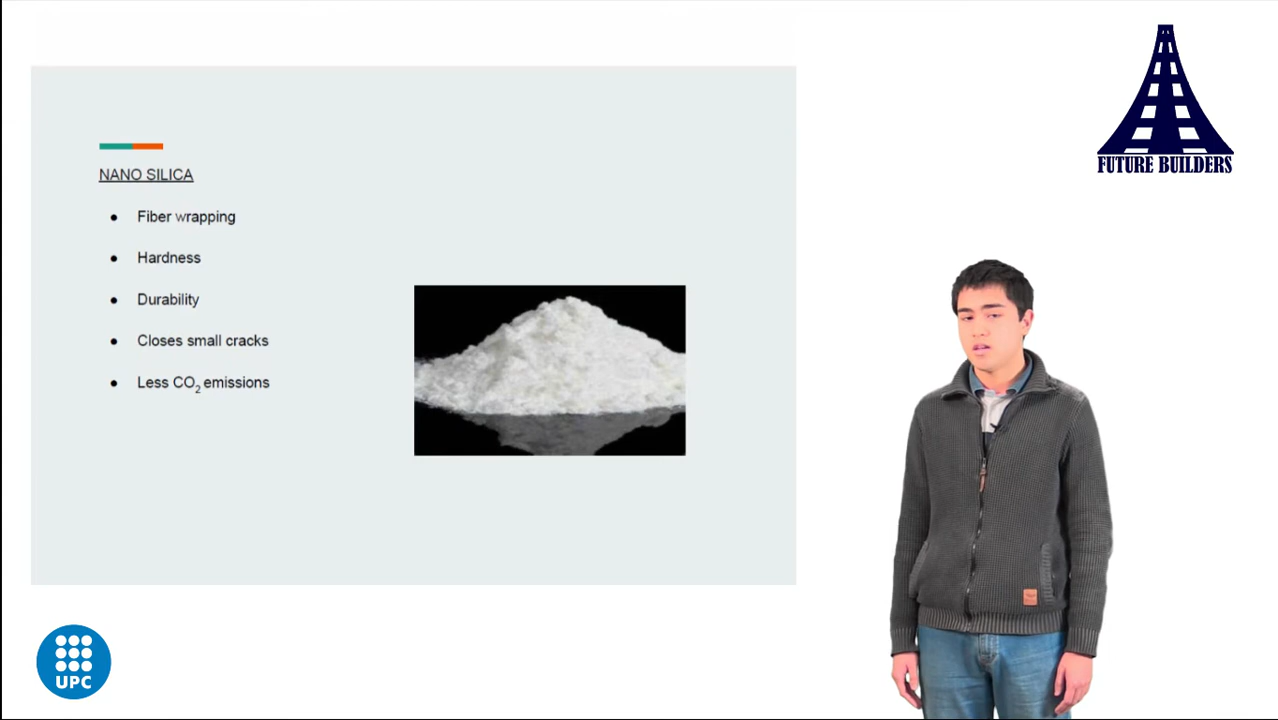 FUTURE BUILDERS
NANO SILICA
● Fiber wrapping
● Hardness
● Durability
● Closes small cracks
● Less CO₂ emissions
UPC